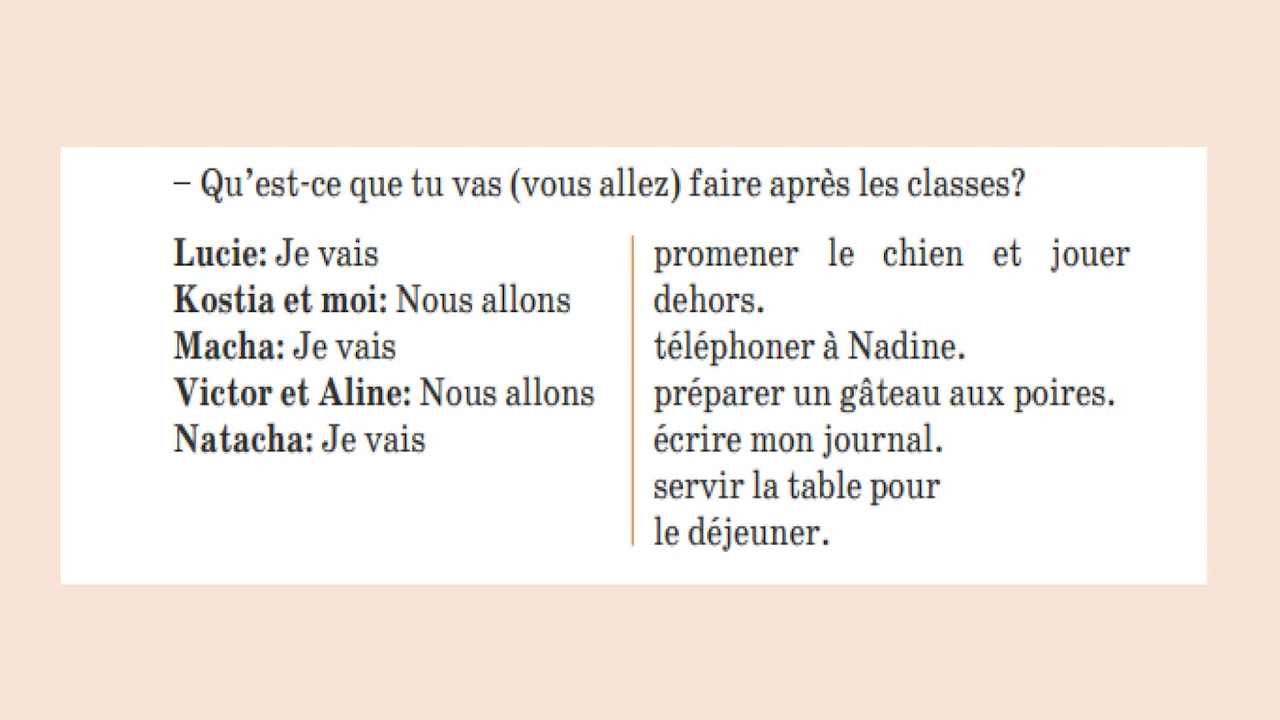 – Qu’est-ce que tu vas (vous allez) faire après les classes?
Lucie: Je vais
Kostia et moi: Nous allons
Macha: Je vais
Victor et Aline: Nous allons
Natacha: Je vais
promener le chien et jouer
dehors.
téléphoner à Nadine.
préparer un gâteau aux poires.
écrire mon journal.
servir la table pour
le déjeuner.